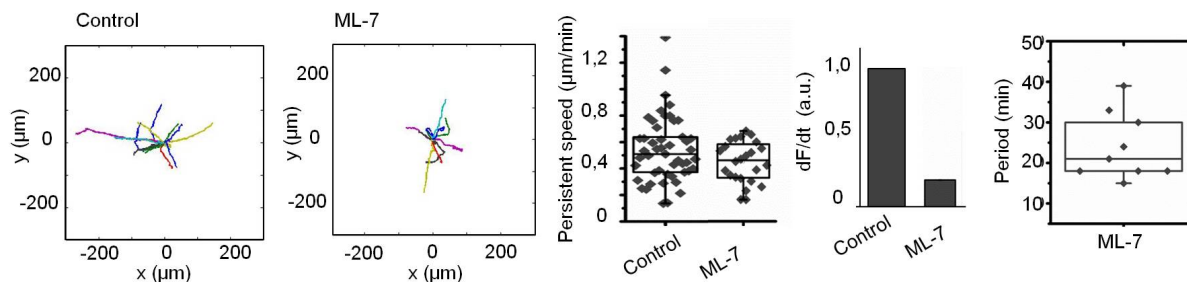 Control
ML-7
200
0
-200
y (µm)
-200 0 200
x (µm)
200
0
-200
y (µm)
-200 0 200
x (µm)
Persistent speed (µm/min)
1,2
0,8
0,4
0
Control
ML-7
dF/dt (a.u.)
1,0
0,5
0
Control
ML-7
Period (min)
50
40
30
20
10
ML-7